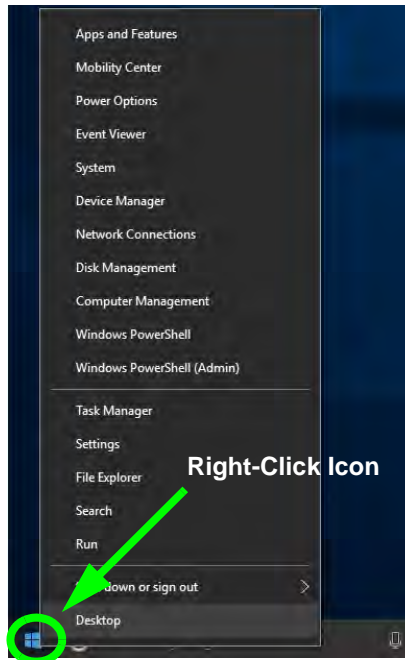 Apps and Features
Mobility Center
Power Options
Event Viewer
System
Device Manager
Network Connections
Disk Management
Computer Management
Windows PowerShell
Windows PowerShell (Admin)
Task Manager
Settings
Right-Click Icon
File Explorer
Search
Run
down or sign out
Desktop